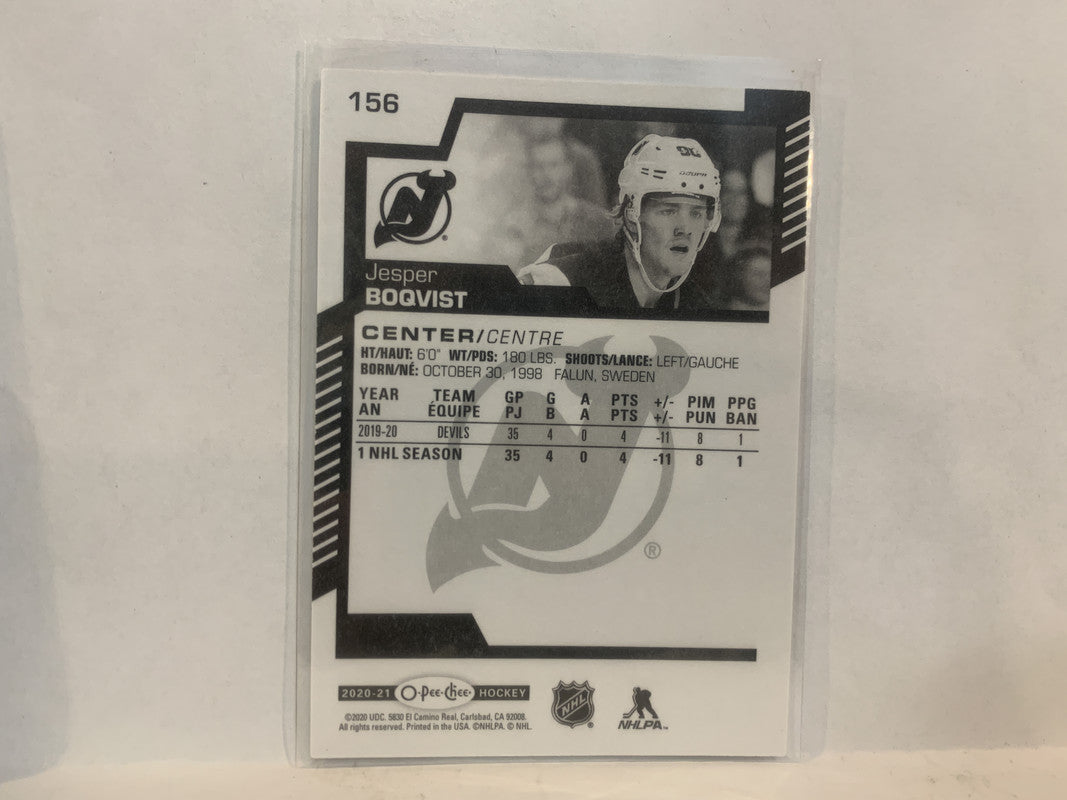 156
Jesper
BOQVIST
CENTER/CENTRE
HT/HAUT: 6'0" WT/PDS: 180 LBS. SHOOTS/LANCE: LEFT/GAUCHE
BORN/NÉ: OCTOBER 30, 1998 FALUN, SWEDEN
YEAR TEAM GP G A PTS +/- PIM PPG
AN ÉQUIPE PJ B A PTS +/- PUN BAN
2019-20 DEVILS 35 4 0 4 -11 8 1
1 NHL SEASON 35 4 0 4 -11 8 1
®
2020-21 O-Pee-Chee HOCKEY
©2020 UDC. 5830 El Camino Real, Carlsbad, CA 92008.
All rights reserved. Printed in the USA. ©NHLPA. © NHL.
NHL
NHLPA